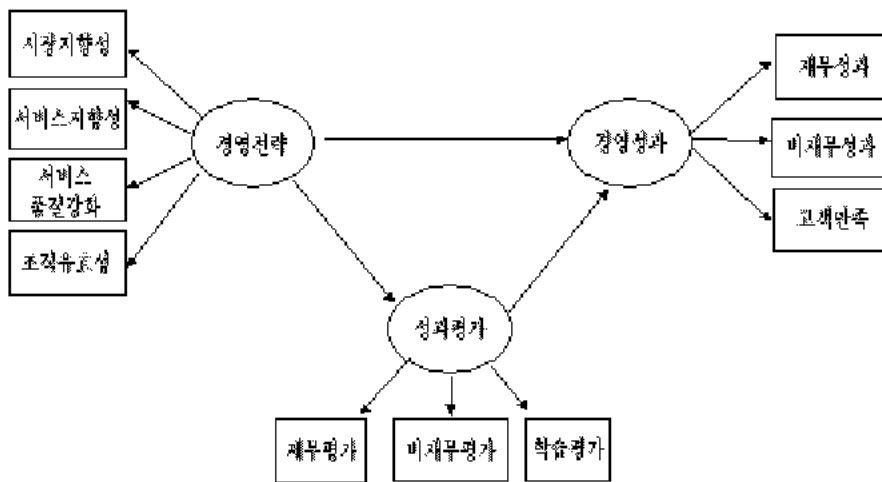 시장지향성
재무성과
서비스지향성
경영전략
경영성과
비재무성과
서비스
품질강화
고객만족
조직유효성
성과평가
재무평가
비재무평가
학습평가